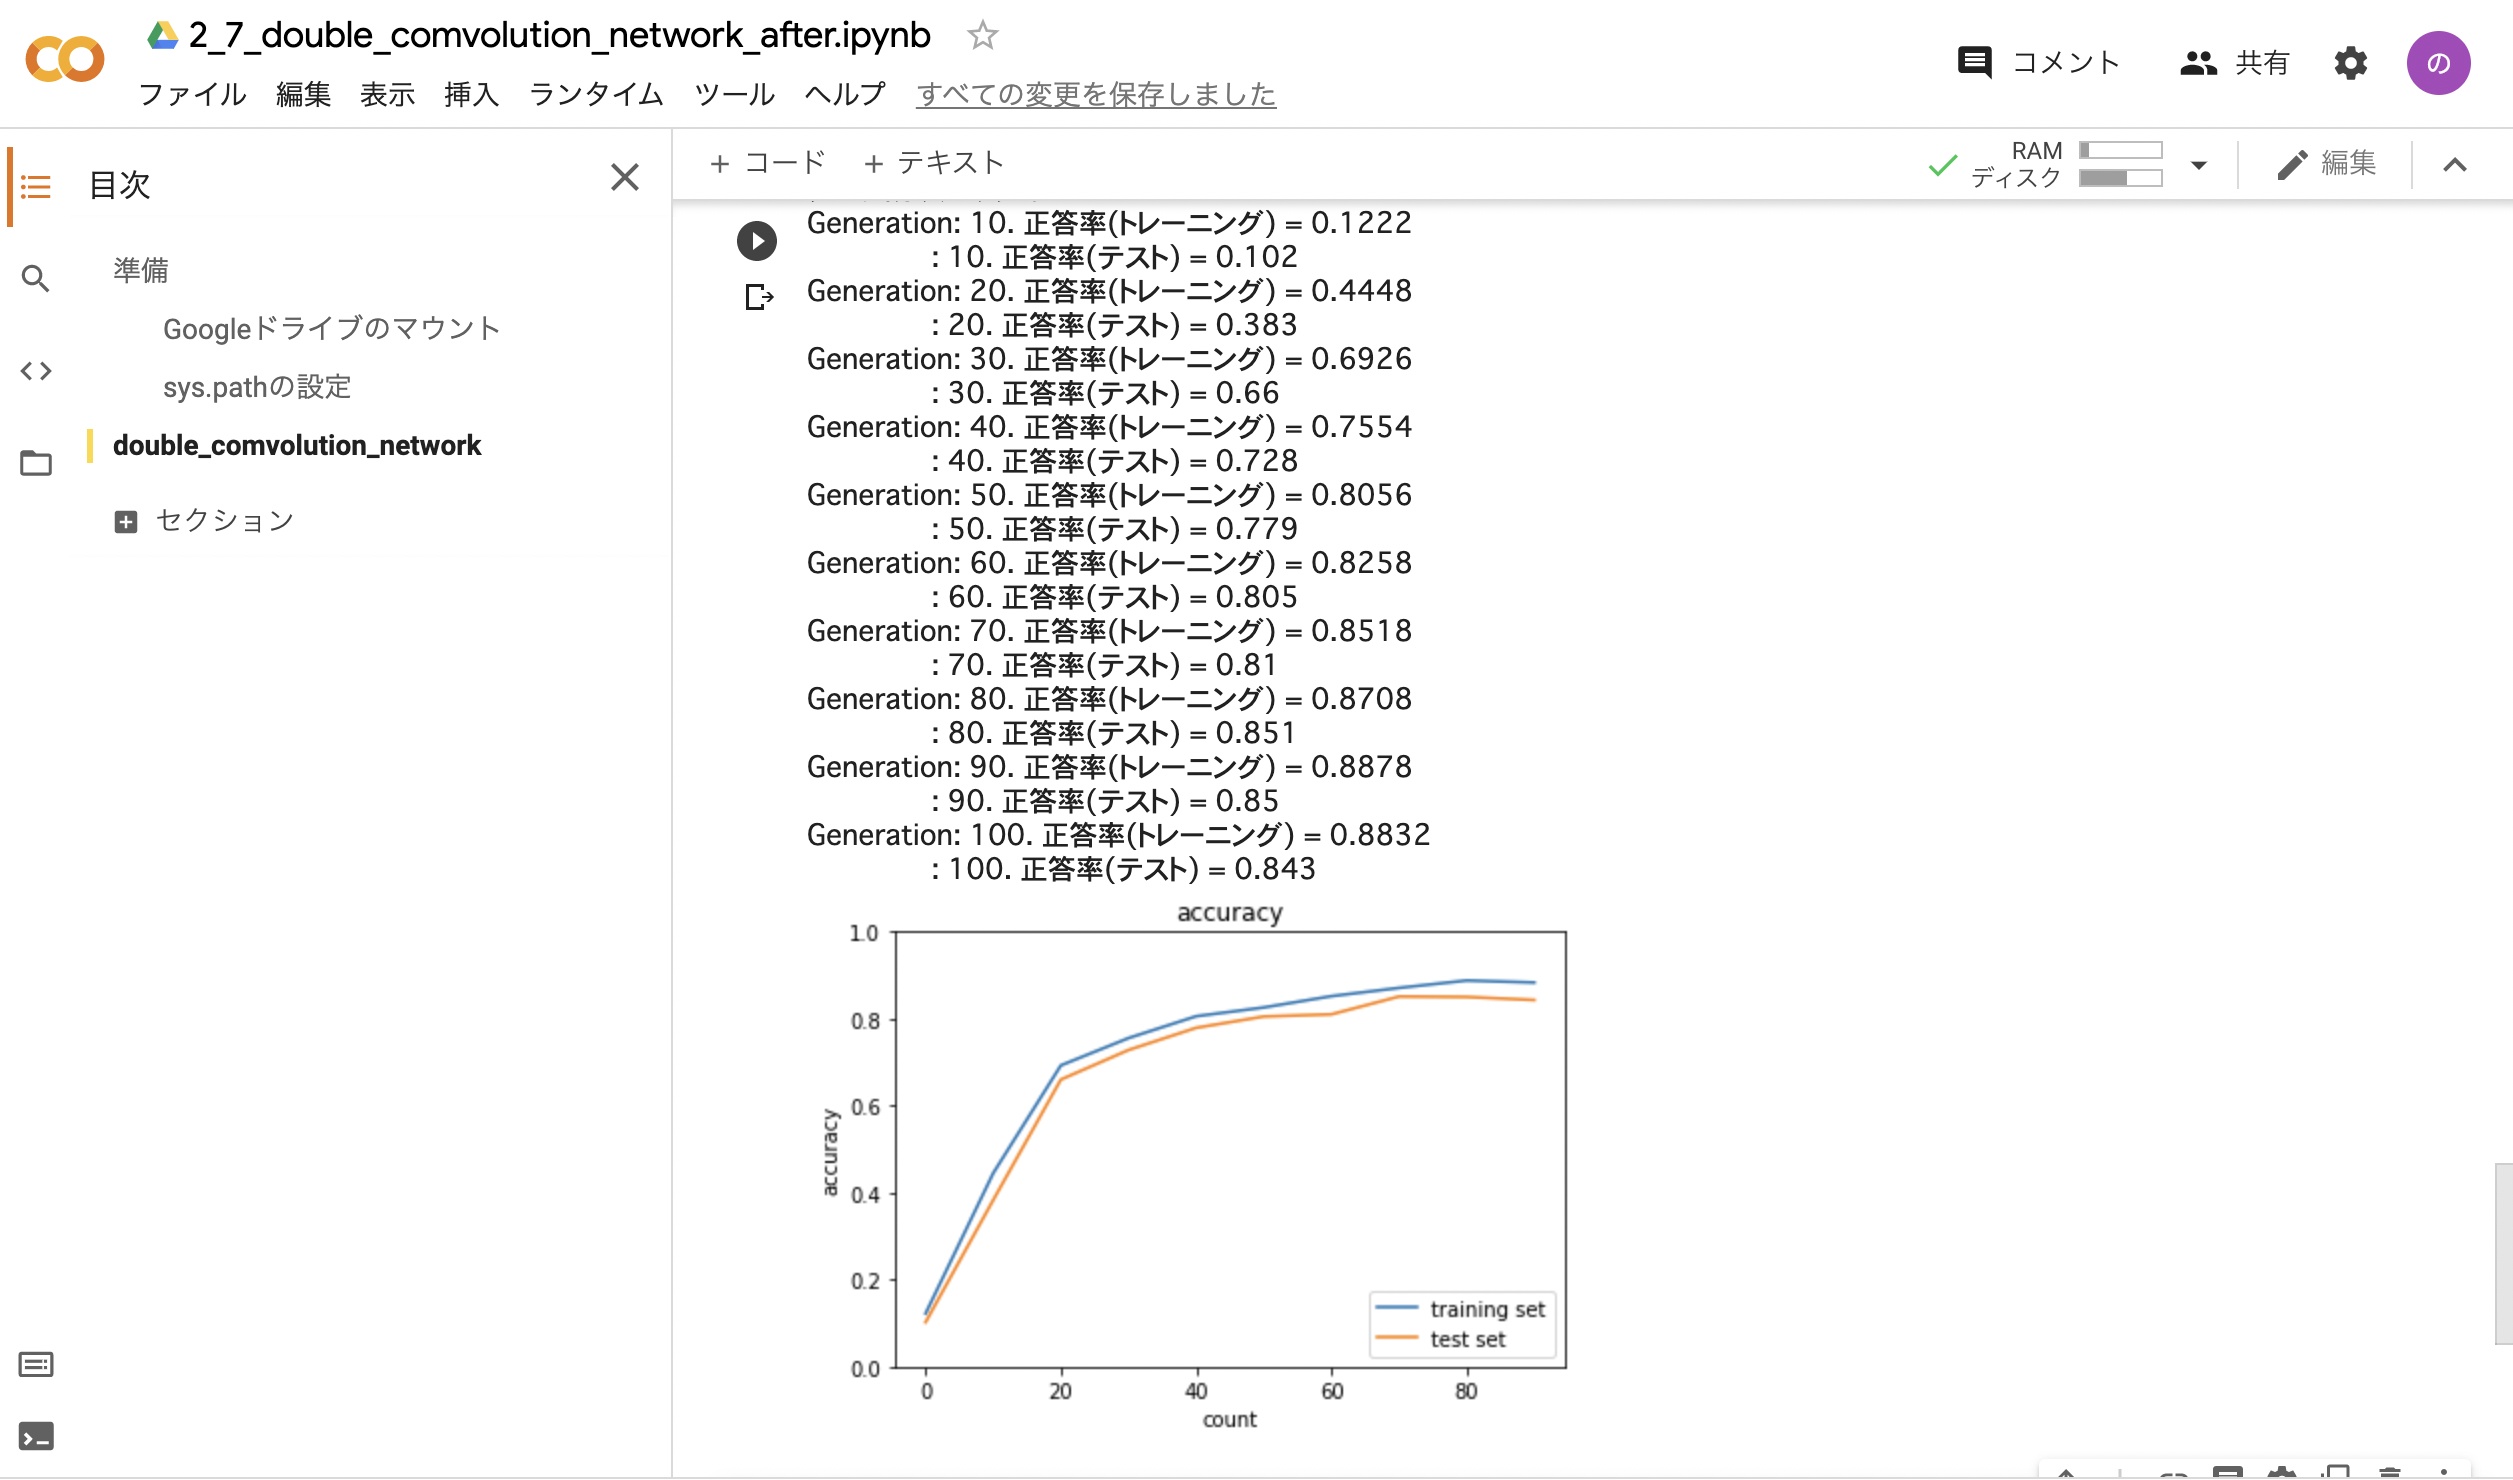 2_7_double_comvolution_network_after.ipynb
ファイル 編集 表示 挿入 ランタイム ツール ヘルプ すべての変更を保存しました
コメント 共有 の
目次
準備
Googleドライブのマウント
sys.pathの設定
double_comvolution_network
セクション
+ コード + テキスト
RAM
ディスク
編集
Generation: 10. 正答率(トレーニング) = 0.1222
: 10. 正答率(テスト) = 0.102
Generation: 20. 正答率(トレーニング) = 0.4448
: 20. 正答率(テスト) = 0.383
Generation: 30. 正答率(トレーニング) = 0.6926
: 30. 正答率(テスト) = 0.66
Generation: 40. 正答率(トレーニング) = 0.7554
: 40. 正答率(テスト) = 0.728
Generation: 50. 正答率(トレーニング) = 0.8056
: 50. 正答率(テスト) = 0.779
Generation: 60. 正答率(トレーニング) = 0.8258
: 60. 正答率(テスト) = 0.805
Generation: 70. 正答率(トレーニング) = 0.8518
: 70. 正答率(テスト) = 0.81
Generation: 80. 正答率(トレーニング) = 0.8708
: 80. 正答率(テスト) = 0.851
Generation: 90. 正答率(トレーニング) = 0.8878
: 90. 正答率(テスト) = 0.85
Generation: 100. 正答率(トレーニング) = 0.8832
: 100. 正答率(テスト) = 0.843
accuracy
1.0
0.8
0.6
0.4
0.2
0.0
accuracy
training set
test set
0 20 40 60 80
count